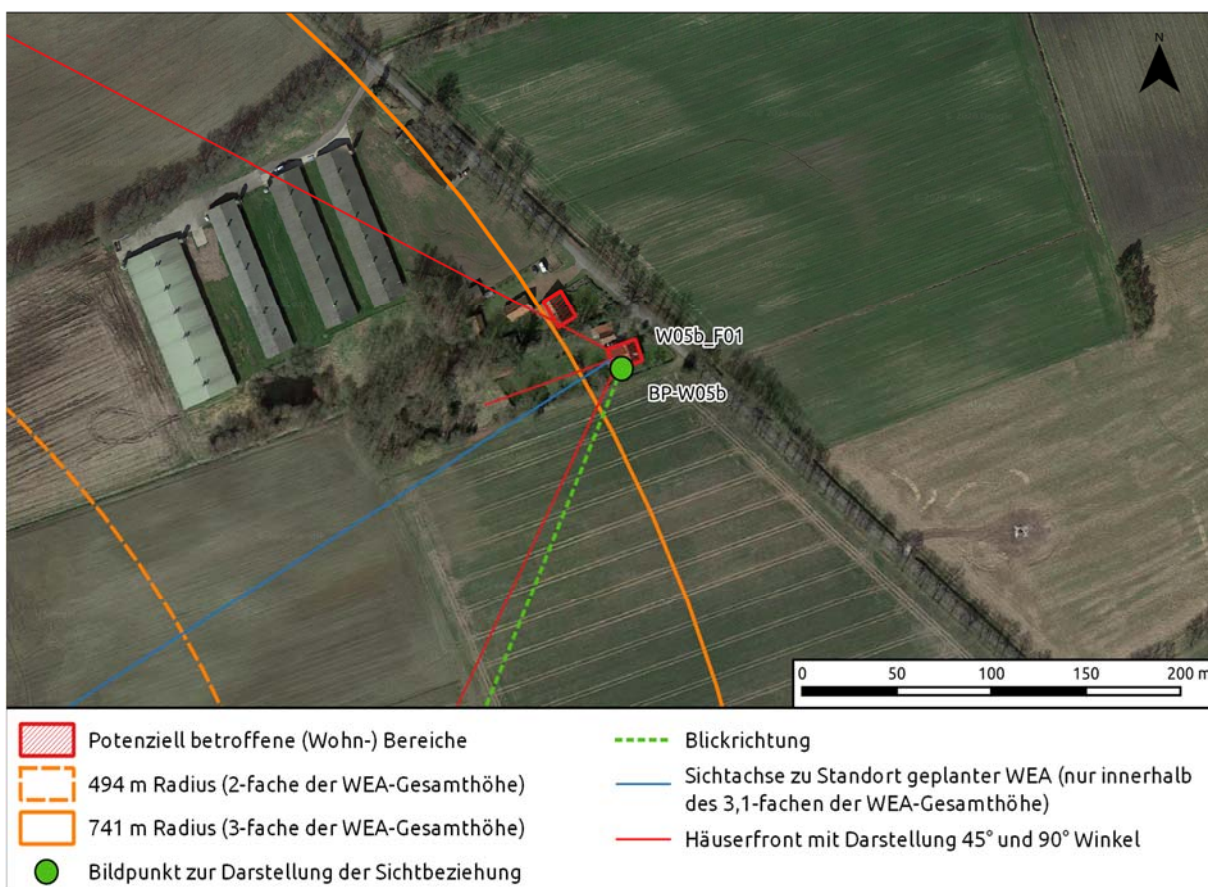 N
W05b_F01
BP-W05b
0 50 100 150 200 m
Potenziell betroffene (Wohn-) Bereiche
494 m Radius (2-fache der WEA-Gesamthöhe)
741 m Radius (3-fache der WEA-Gesamthöhe)
Bildpunkt zur Darstellung der Sichtbeziehung
Blickrichtung
Sichtachse zu Standort geplanter WEA (nur innerhalb
des 3,1-fachen der WEA-Gesamthöhe)
Häuserfront mit Darstellung 45° und 90° Winkel